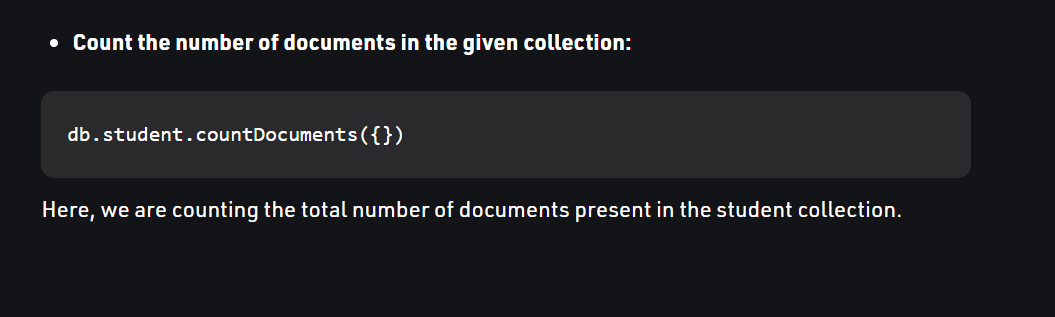 • Count the number of documents in the given collection:
db.student.countDocuments({})
Here, we are counting the total number of documents present in the student collection.